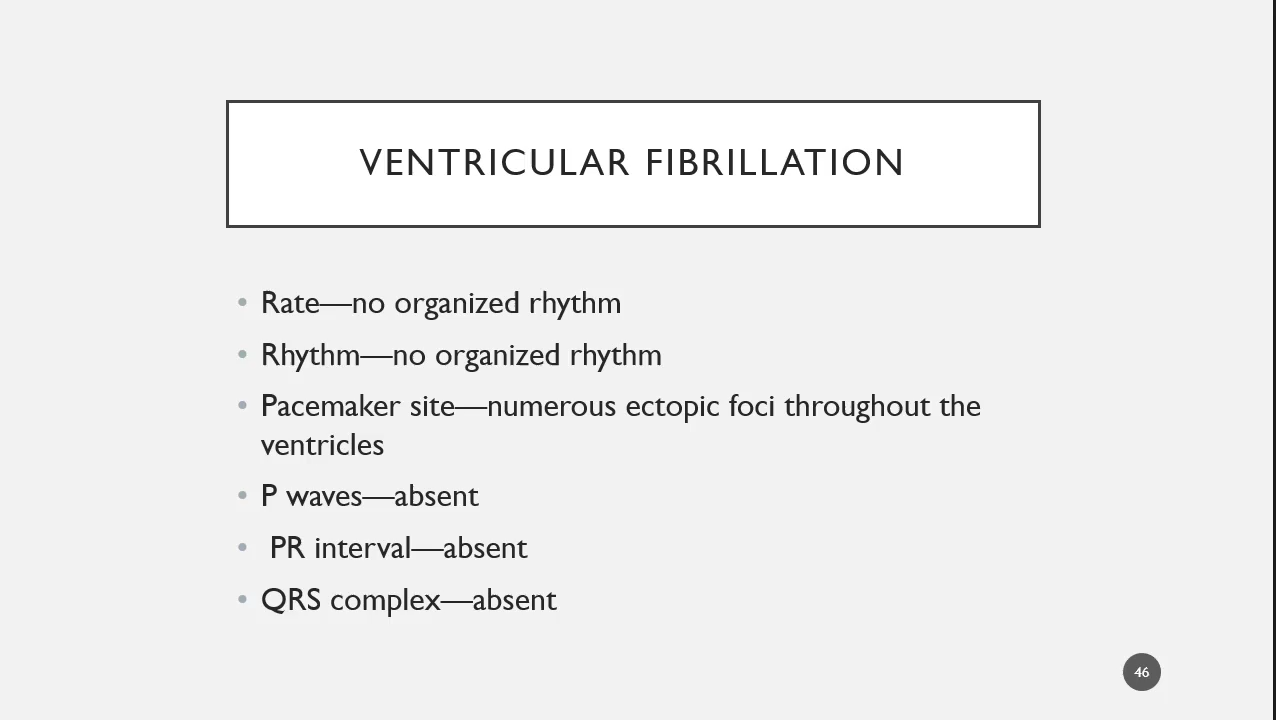 VENTRICULAR FIBRILLATION
• Rate—no organized rhythm
• Rhythm—no organized rhythm
• Pacemaker site—numerous ectopic foci throughout the
ventricles
• P waves—absent
• PR interval—absent
• QRS complex—absent
46